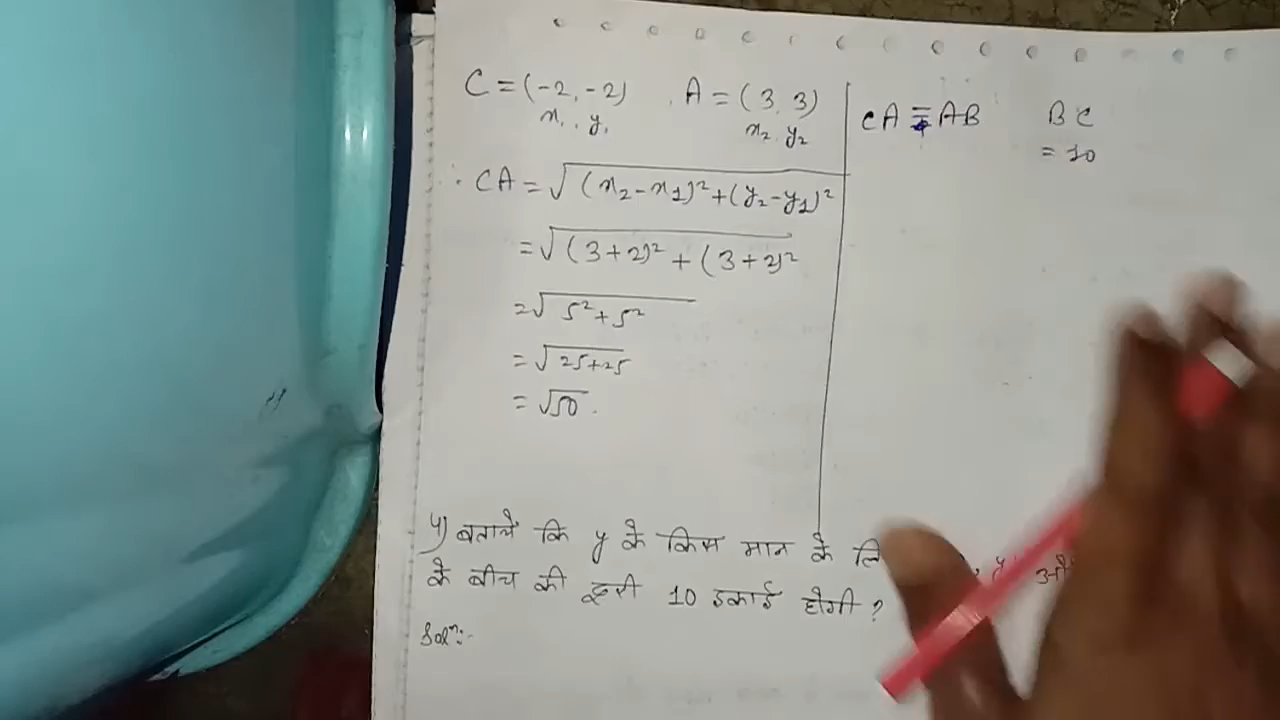 C = (-2, -2)   A = (3, 3)
x₁, y₁   x₂, y₂
∴ CA = √(x₂-x₁)²+(y₂-y₁)²
= √(3+2)² + (3+2)²
= √5²+5²
= √25+25
= √50.
CA = AB   BC
= 10
4) बतायें कि y के किस मान के
के बीच की दूरी 10 इकाई होगी ?
Solⁿ:-